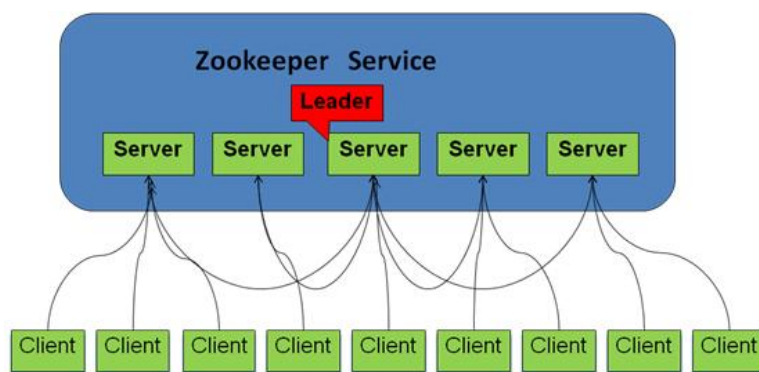 Zookeeper Service
Leader
Server Server Server Server Server
Client Client Client Client Client Client Client Client Client